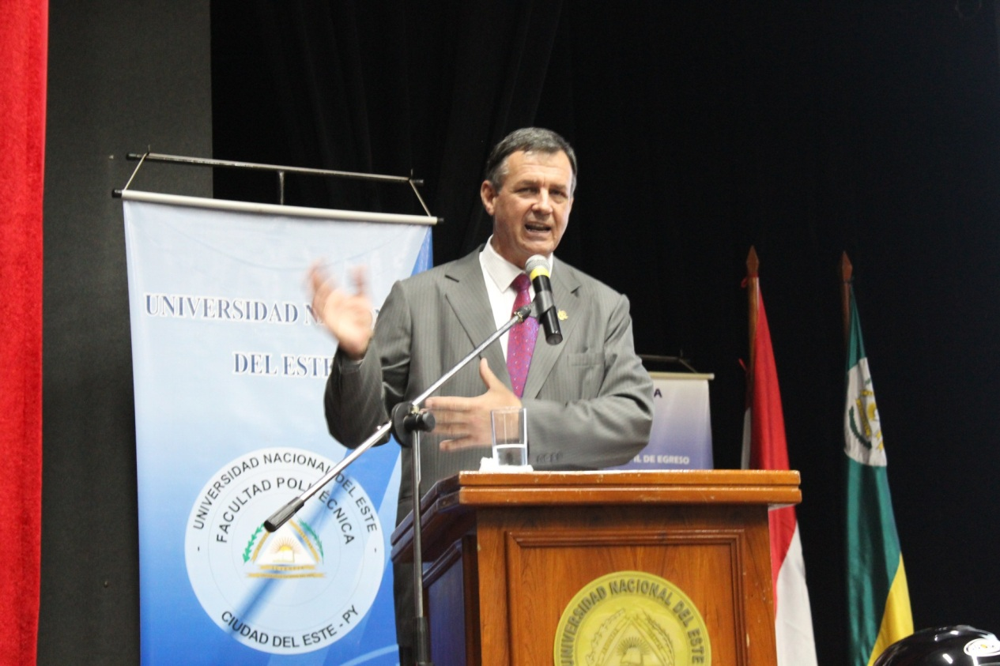 UNIVERSIDAD
DEL ESTE
UNIVERSIDAD NACIONAL DEL ESTE
FACULTAD POLITÉCNICA
CIUDAD DEL ESTE - PY
A
IL DE EGRESO
UNIVERSIDAD NACIONAL DEL ESTE